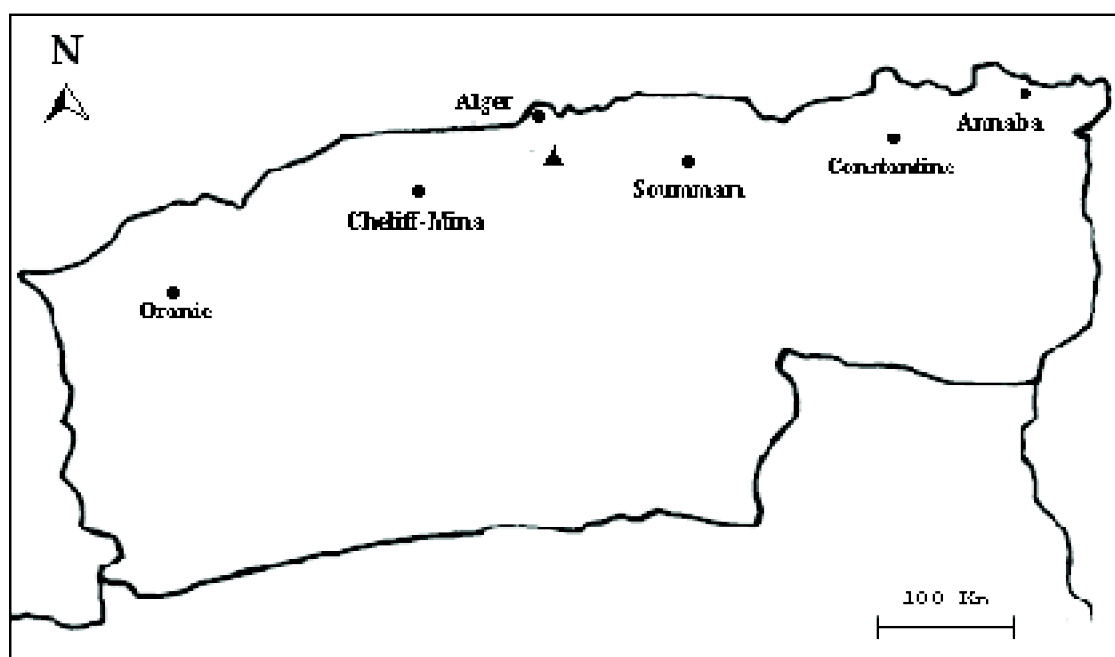 N
Alger
Annaba
Constantine
Soummam
Cheliff-Mina
Oranie
100 Km